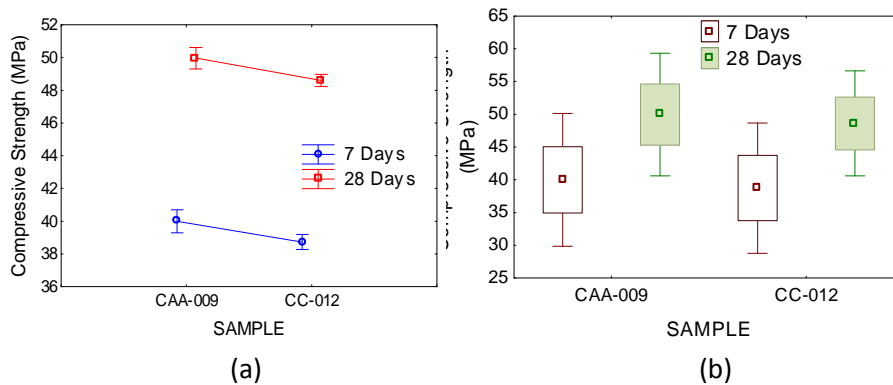 Compressive Strength (MPa)
52
50
48
46
44
42
40
38
36
7 Days
28 Days
CAA-009
CC-012
SAMPLE
(a)
(MPa)
60
55
50
45
40
35
30
25
7 Days
28 Days
CAA-009
CC-012
SAMPLE
(b)